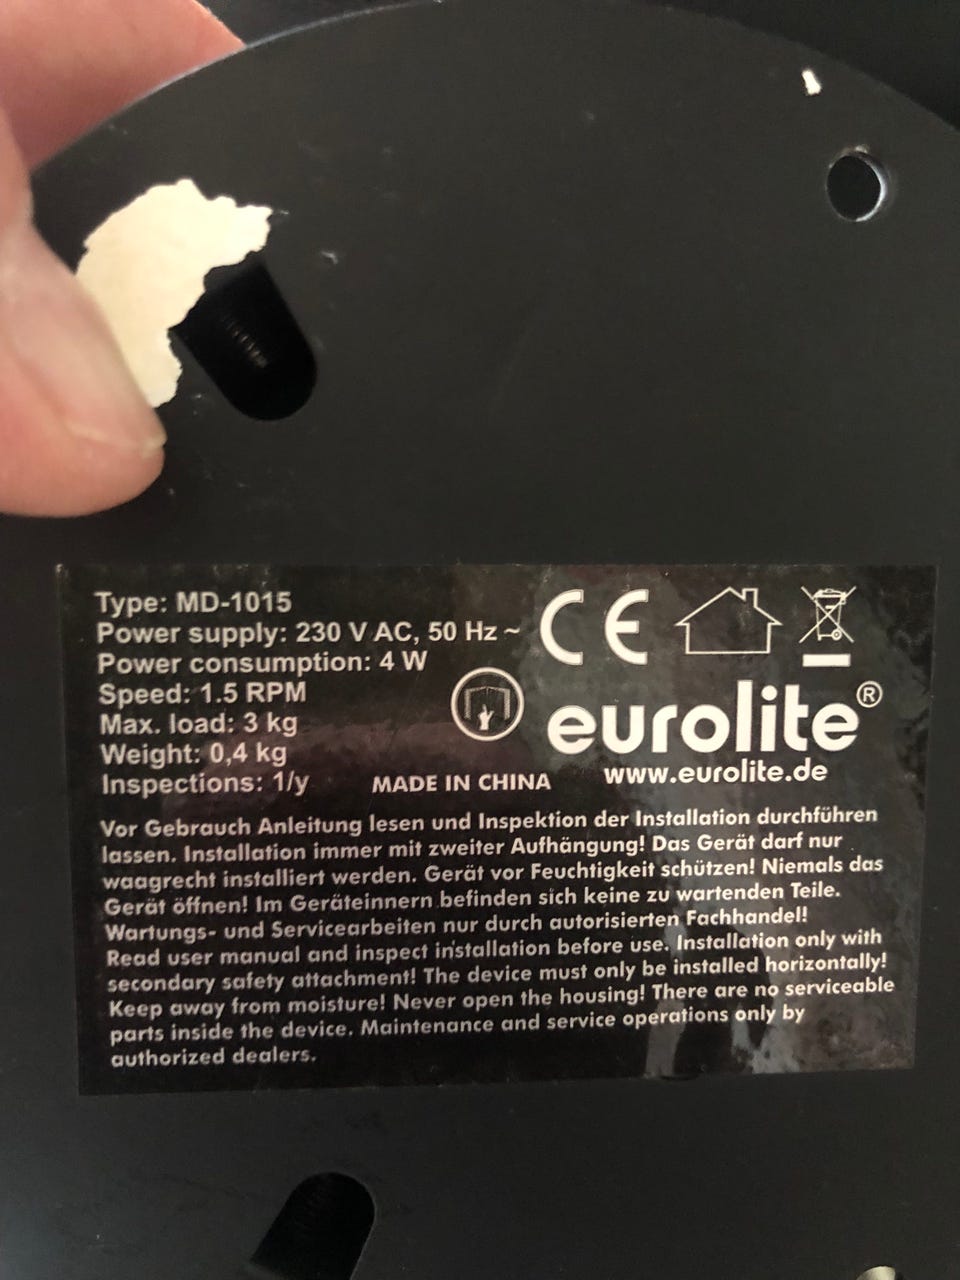 Type: MD-1015
Power supply: 230 V AC, 50 Hz ~
Power consumption: 4 W
Speed: 1.5 RPM
Max. load: 3 kg
Weight: 0,4 kg
Inspections: 1/y
MADE IN CHINA
CE
eurolite®
www.eurolite.de
Vor Gebrauch Anleitung lesen und Inspektion der Installation durchführen
lassen. Installation immer mit zweiter Aufhängung! Das Gerät darf nur
waagrecht installiert werden. Gerät vor Feuchtigkeit schützen! Niemals das
Gerät öffnen! Im Geräteinnern befinden sich keine zu wartenden Teile.
Wartungs- und Servicearbeiten nur durch autorisierten Fachhandel!
Read user manual and inspect installation before use. Installation only with
secondary safety attachment! The device must only be installed horizontally!
Keep away from moisture! Never open the housing! There are no serviceable
parts inside the device. Maintenance and service operations only by
authorized dealers.